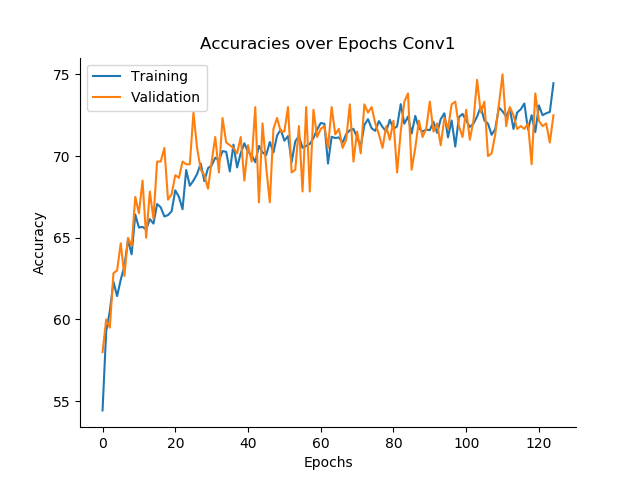 Accuracies over Epochs Conv1
Training
Validation
75
70
65
60
55
Accuracy
0 20 40 60 80 100 120
Epochs